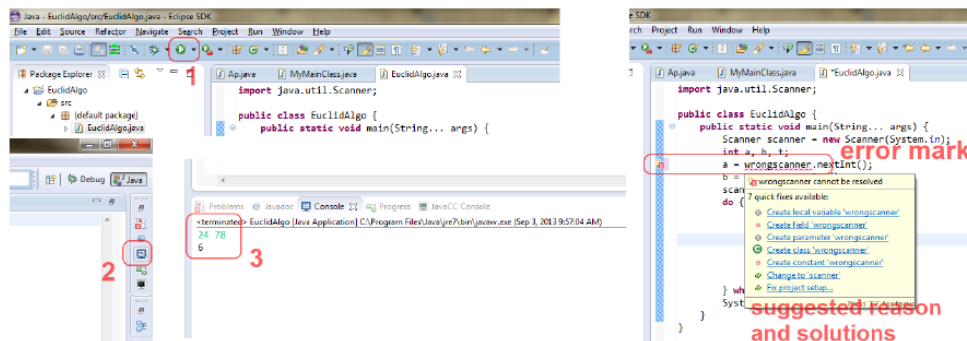 Java - EuclidAlgo/src/EuclidAlgo.java - Eclipse SDK
File Edit Source Refactor Navigate Search Project Run Window Help
1
Package Explorer
EuclidAlgo
src
(default package)
EuclidAlgo.java
Ap.java MyMainClass.java EuclidAlgo.java
import java.util.Scanner;
public class EuclidAlgo {
public static void main(String... args) {
Debug Java
2
Problems @ Javadoc Console Progress JavaCC Console
<terminated> EuclidAlgo [Java Application] C:\Program Files\Java\jre7\bin\javaw.exe (Sep 3, 2013 9:57:04 AM)
24 78
6
3
e SDK
rch Project Run Window Help
Ap.java MyMainClass.java *EuclidAlgo.java
import java.util.Scanner;
public class EuclidAlgo {
public static void main(String... args) {
Scanner scanner = new Scanner(System.in);
int a, b, t;
error mark
a = wrongscanner.nextInt();
b =
scan
do {
wrongscanner cannot be resolved
7 quick fixes available:
Create local variable 'wrongscanner'
Create field 'wrongscanner'
Create parameter 'wrongscanner'
Create class 'wrongscanner'
Create constant 'wrongscanner'
Change to 'scanner'
Fix project setup...
} wh
Syst
suggested reason
and solutions
}
}